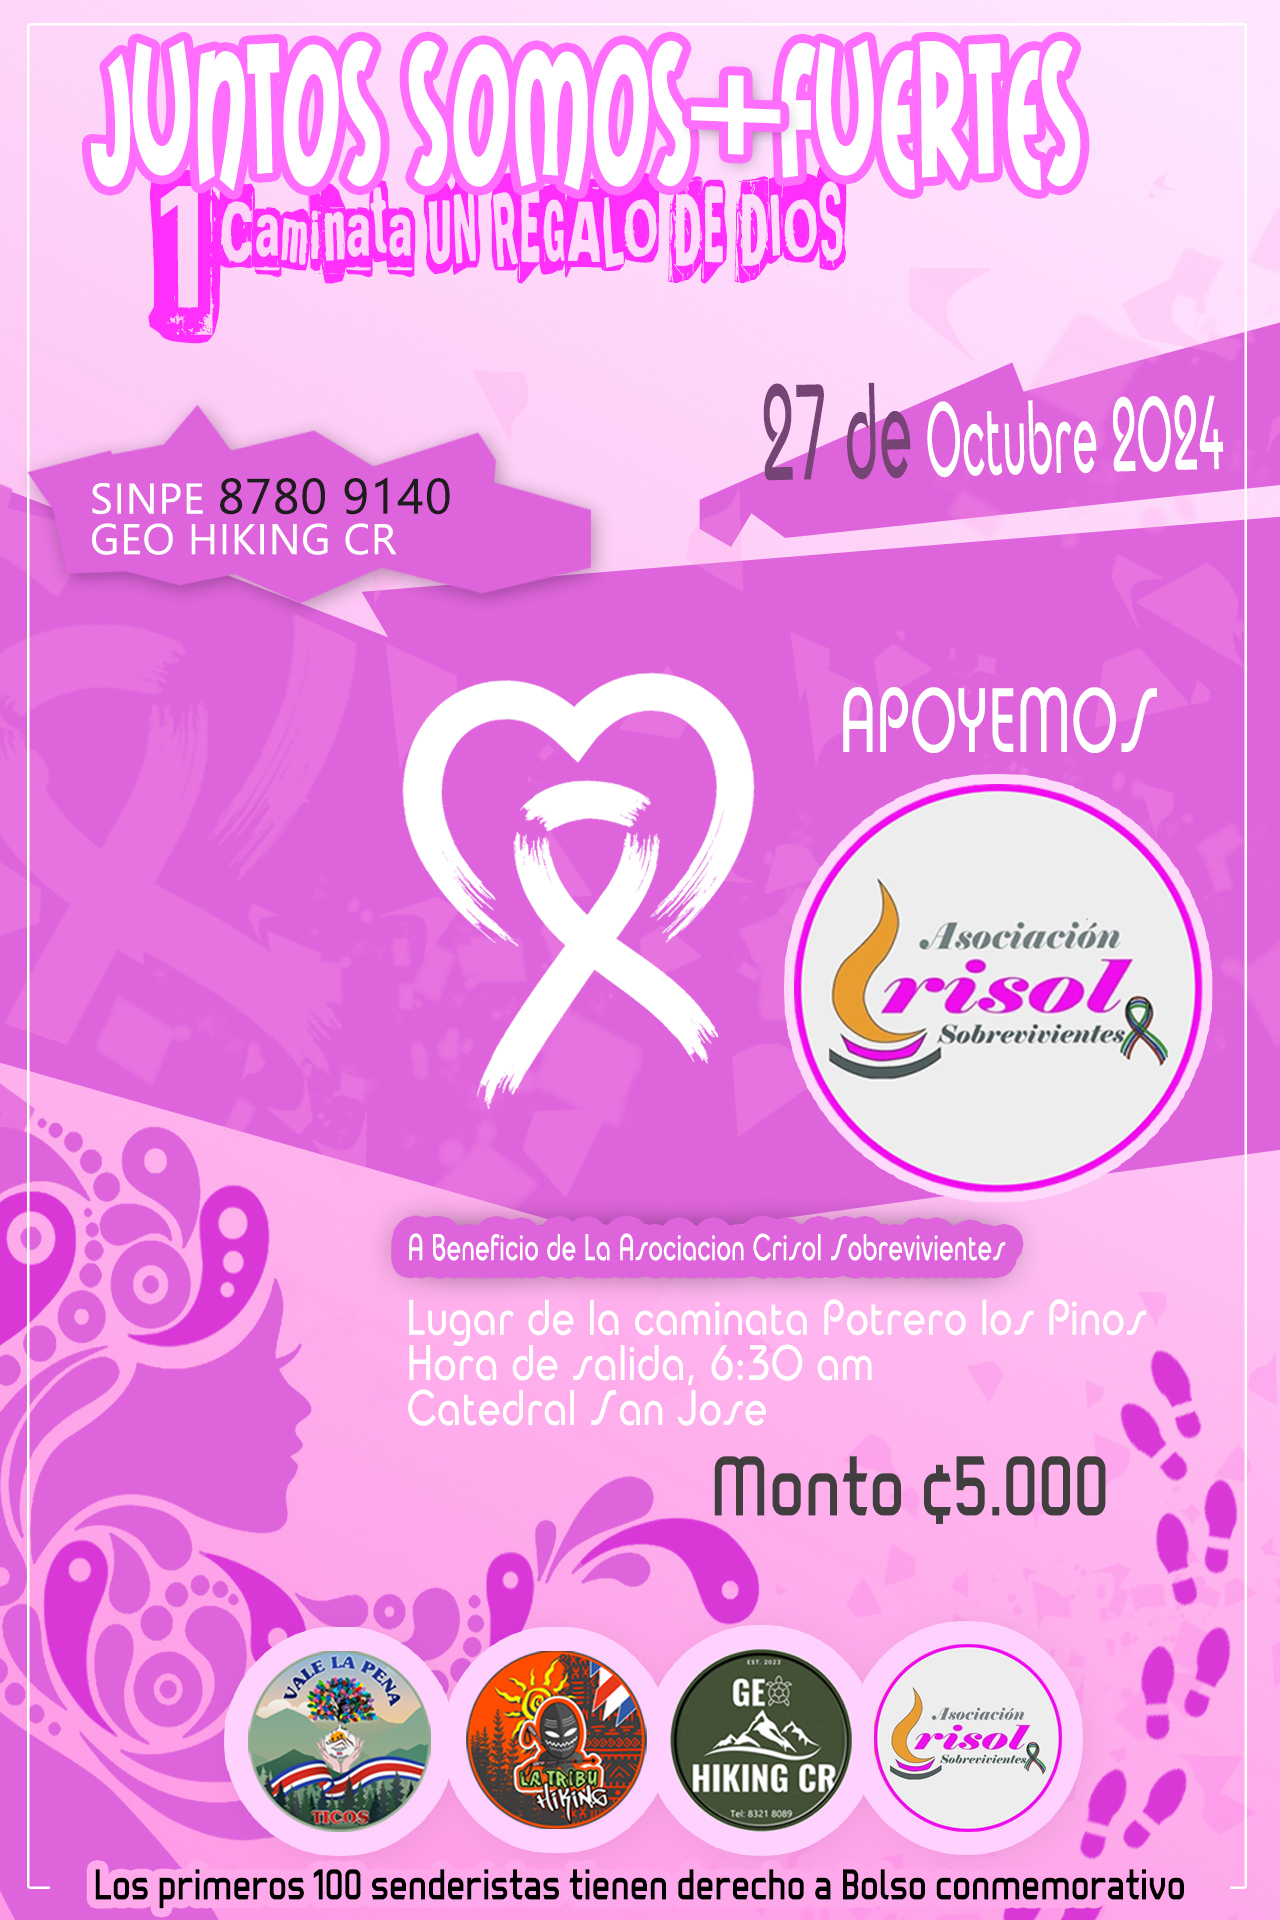 JUNTOS SOMOS+FUERTES
1 Caminata UN REGALO DE DIOS
27 de Octubre 2024
SINPE 8780 9140
GEO HIKING CR
APOYEMOS
Asociación
Crisol
Sobrevivientes
A Beneficio de La Asociacion Crisol Sobrevivientes
Lugar de la caminata Potrero los Pinos
Hora de salida, 6:30 am
Catedral San Jose
Monto ¢5.000
VALE LA PENA
TICOS
LA TRIBU
HIKING
EST. 2023
GEO
HIKING CR
Tel: 8321 8089
Asociación
Crisol
Sobrevivientes
Los primeros 100 senderistas tienen derecho a Bolso conmemorativo